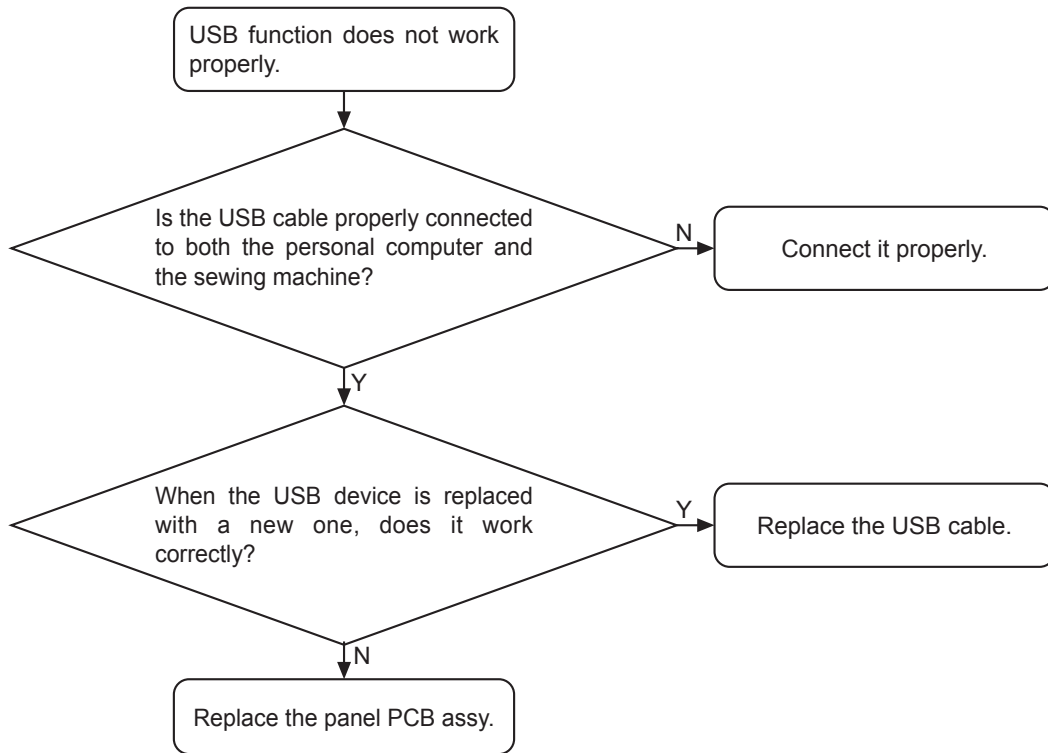 USB function does not work
properly.
Is the USB cable properly connected
to both the personal computer and
the sewing machine?
N
Connect it properly.
Y
When the USB device is replaced
with a new one, does it work
correctly?
Y
Replace the USB cable.
N
Replace the panel PCB assy.